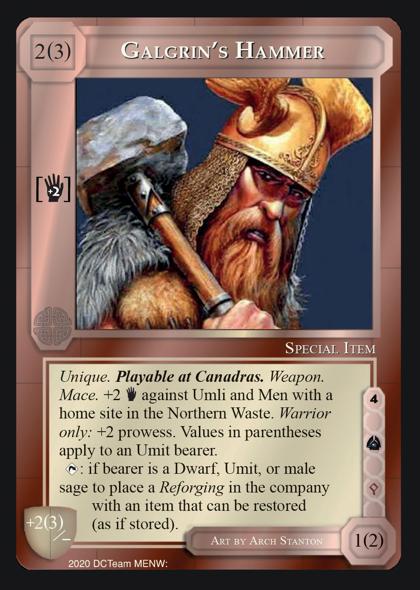 2(3)
GALGRIN'S HAMMER
[+2]
SPECIAL ITEM
Unique. Playable at Canadras. Weapon.
Mace. +2 against Umli and Men with a
home site in the Northern Waste. Warrior
only: +2 prowess. Values in parentheses
apply to an Umit bearer.
: if bearer is a Dwarf, Umit, or male
sage to place a Reforging in the company
with an item that can be restored
(as if stored).
4
+2(3)/–
ART BY ARCH STANTON
1(2)
2020 DCTeam MENW: